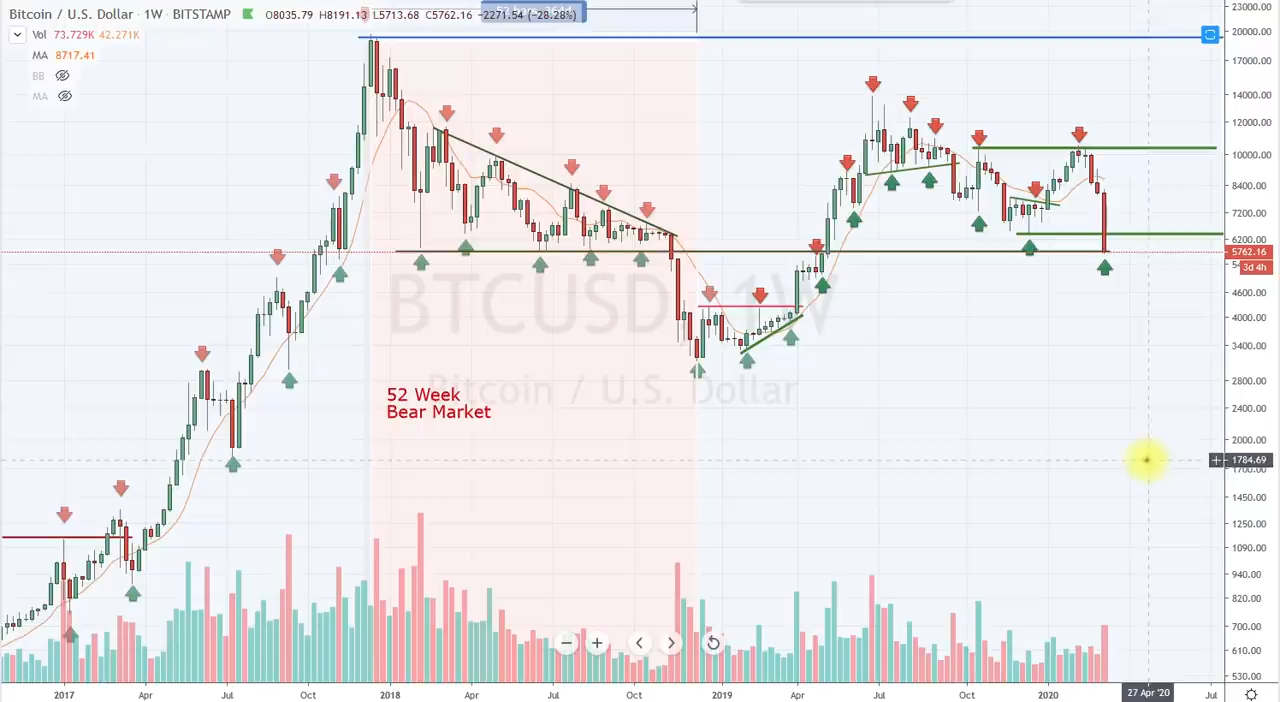 Bitcoin / U.S. Dollar · 1W · BITSTAMP O8035.79 H8191.13 L5713.68 C5762.16 −2271.54 (−28.28%)
Vol 73.729K 42.271K
MA 8717.41
BB
MA
23000.00
20000.00
17000.00
14000.00
12000.00
10000.00
8400.00
7200.00
6200.00
5762.16
3d 4h
4600.00
4000.00
3400.00
2800.00
2400.00
2000.00
1784.69
1700.00
1450.00
1250.00
1090.00
940.00
820.00
700.00
610.00
530.00
BTCUSD, 1W
Bitcoin / U.S. Dollar
52 Week
Bear Market
2017 Apr Jul Oct 2018 Apr Jul Oct 2019 Apr Jul Oct 2020 27 Apr '20 Jul